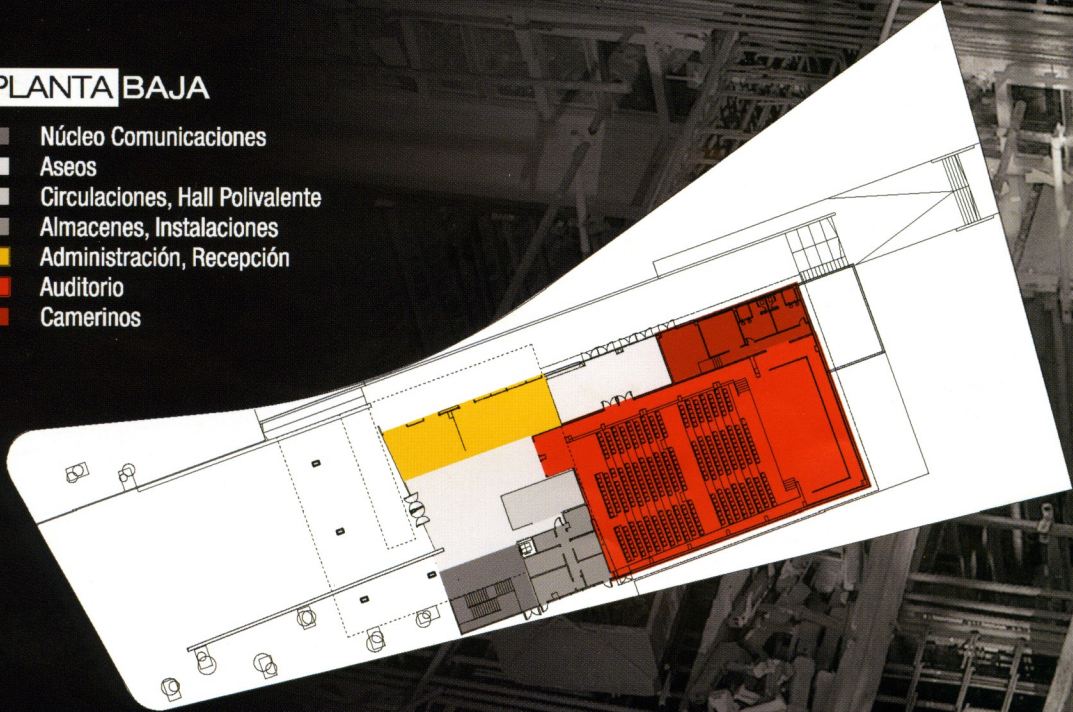 PLANTA BAJA
Núcleo Comunicaciones
Aseos
Circulaciones, Hall Polivalente
Almacenes, Instalaciones
Administración, Recepción
Auditorio
Camerinos